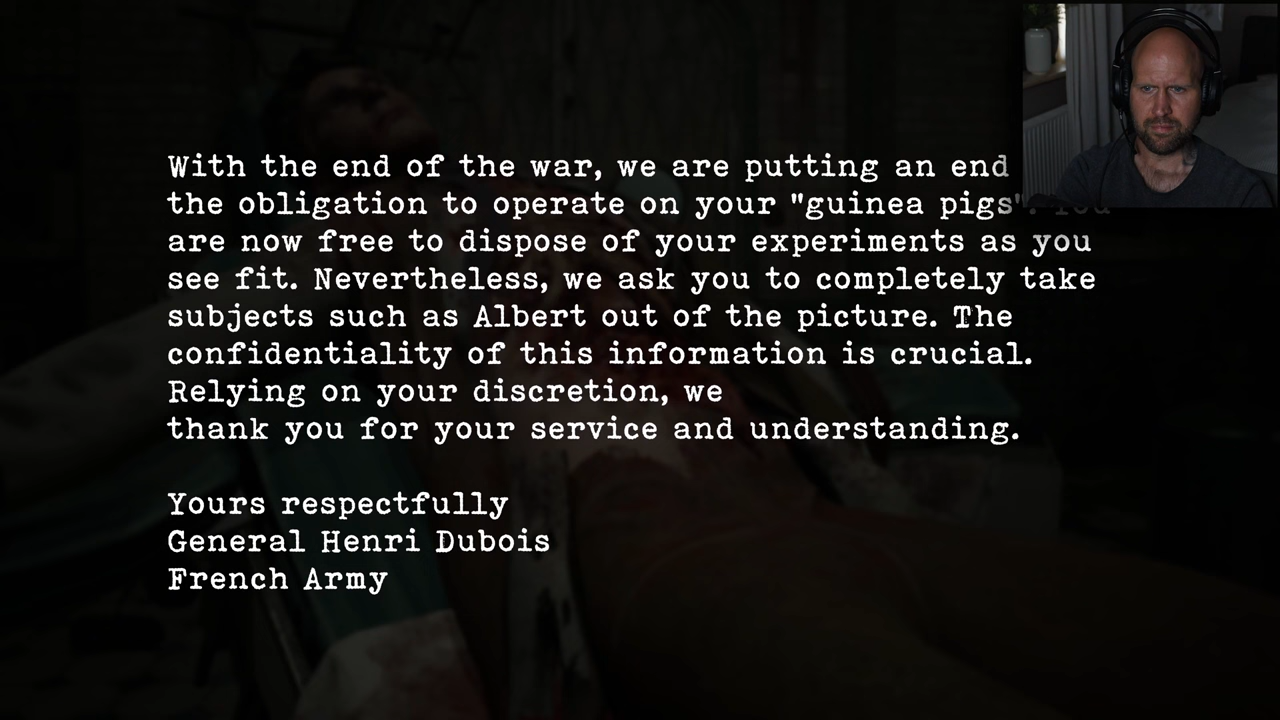 With the end of the war, we are putting an end
the obligation to operate on your "guinea pigs". You
are now free to dispose of your experiments as you
see fit. Nevertheless, we ask you to completely take
subjects such as Albert out of the picture. The
confidentiality of this information is crucial.
Relying on your discretion, we
thank you for your service and understanding.
Yours respectfully
General Henri Dubois
French Army